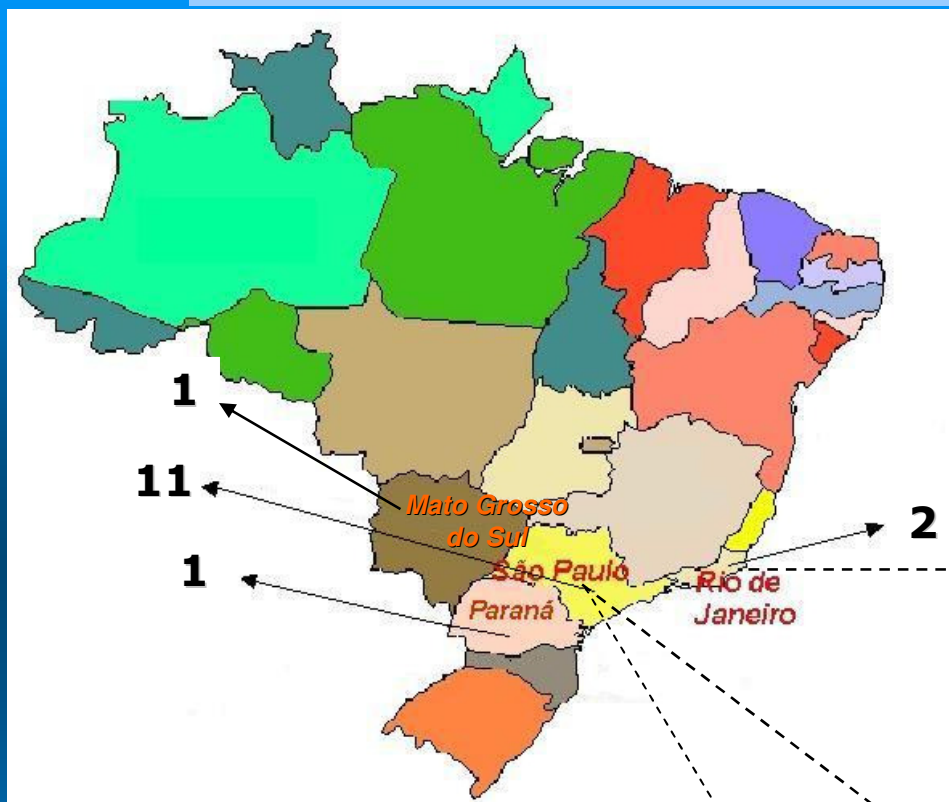 1
Mato Grosso
do Sul
11
2
1
São Paulo
Rio de
Janeiro
Paraná